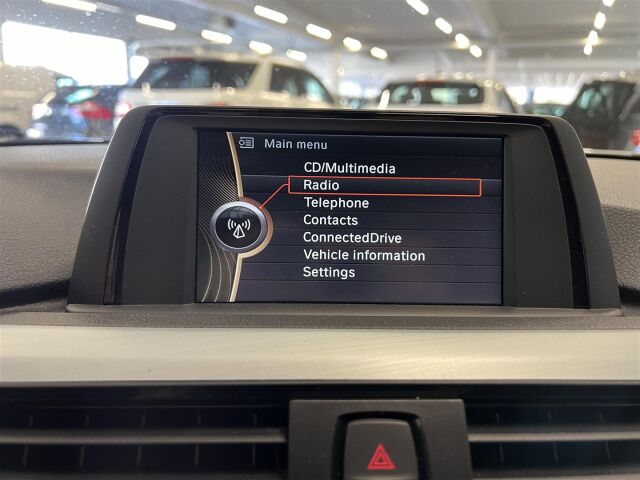 Main menu
CD/Multimedia
Radio
Telephone
Contacts
ConnectedDrive
Vehicle information
Settings